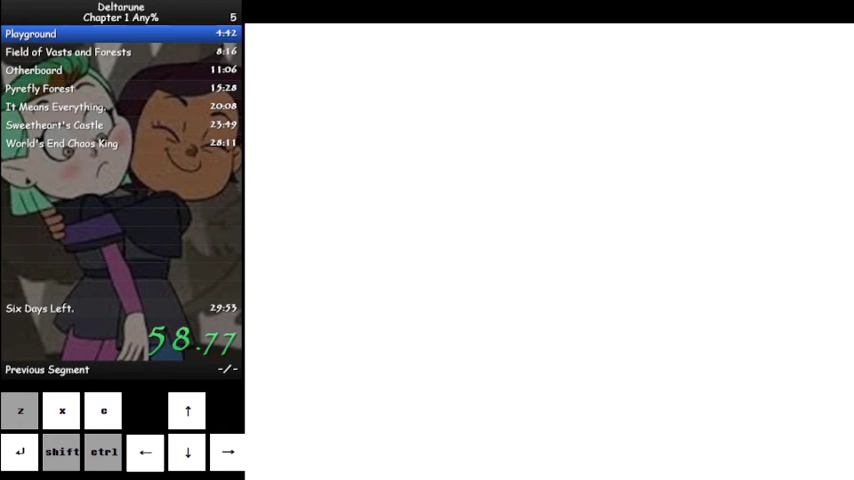 Deltarune
Chapter 1 Any% 5
Playground 4:42
Field of Vasts and Forests 8:16
Otherboard 11:06
Pyrefly Forest 15:28
It Means Everything. 20:08
Sweetheart's Castle 23:49
World's End Chaos King 28:11
Six Days Left. 29:53
58.77
Previous Segment -/-
z x c ↑
↲ shift ctrl ← ↓ →